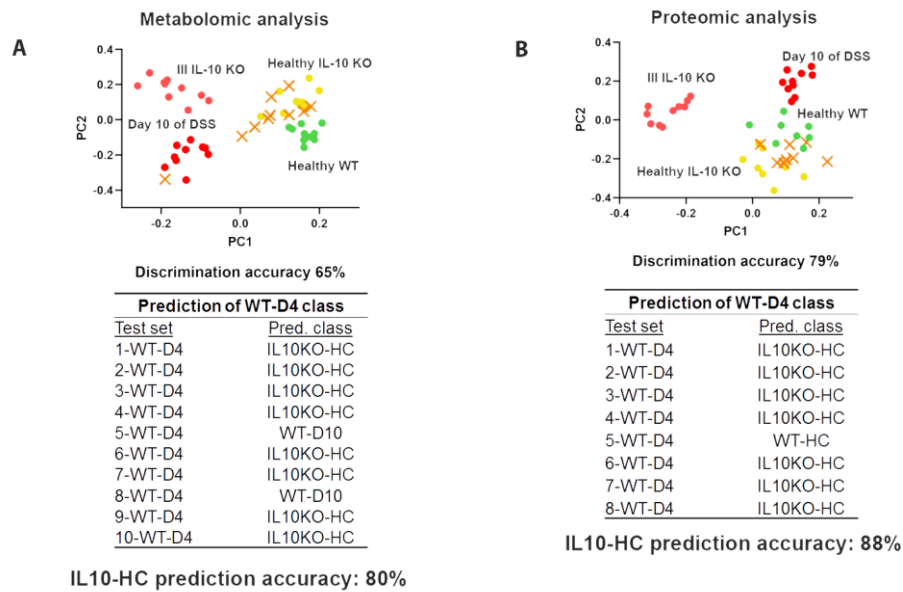 Metabolomic analysis
A
0.4
0.2
0.0
-0.2
-0.4
PC2
III IL-10 KO
Healthy IL-10 KO
Day 10 of DSS
Healthy WT
-0.2
0.0
0.2
0.4
PC1
Discrimination accuracy 65%
Prediction of WT-D4 class
Test set Pred. class
1-WT-D4 IL10KO-HC
2-WT-D4 IL10KO-HC
3-WT-D4 IL10KO-HC
4-WT-D4 IL10KO-HC
5-WT-D4 WT-D10
6-WT-D4 IL10KO-HC
7-WT-D4 IL10KO-HC
8-WT-D4 WT-D10
9-WT-D4 IL10KO-HC
10-WT-D4 IL10KO-HC
IL10-HC prediction accuracy: 80%
Proteomic analysis
B
0.4
0.2
0.0
-0.2
-0.4
PC2
III IL-10 KO
Day 10 of DSS
Healthy WT
Healthy IL-10 KO
-0.4
-0.2
0.0
0.2
PC1
Discrimination accuracy 79%
Prediction of WT-D4 class
Test set Pred. class
1-WT-D4 IL10KO-HC
2-WT-D4 IL10KO-HC
3-WT-D4 IL10KO-HC
4-WT-D4 IL10KO-HC
5-WT-D4 WT-HC
6-WT-D4 IL10KO-HC
7-WT-D4 IL10KO-HC
8-WT-D4 IL10KO-HC
IL10-HC prediction accuracy: 88%